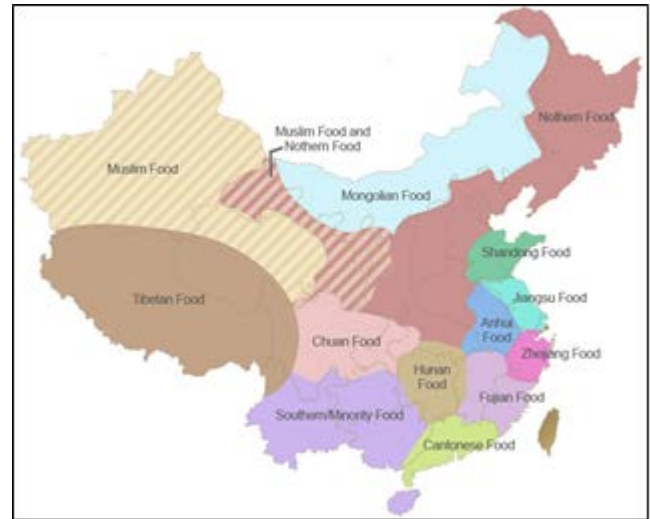 Nothern Food
Muslim Food and
Nothern Food
Muslim Food
Mongolian Food
Shandong Food
Tibetan Food
Jiangsu Food
Anhui
Food
Chuan Food
Zhejiang Food
Hunan
Food
Fujian Food
Southern/Minority Food
Cantonese Food